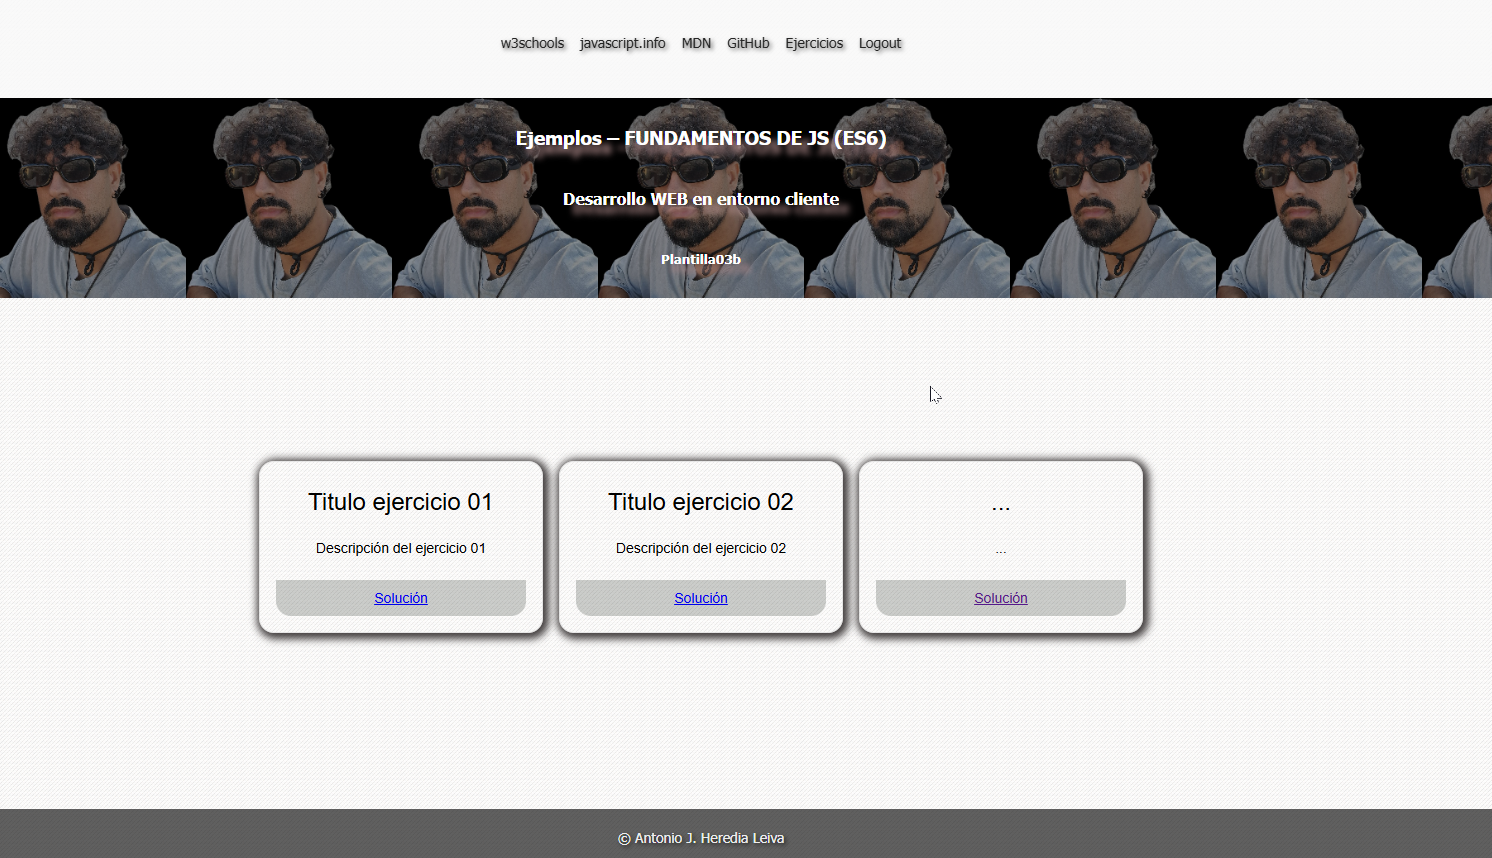 w3schools javascript.info MDN GitHub Ejercicios Logout
Ejemplos – FUNDAMENTOS DE JS (ES6)
Desarrollo WEB en entorno cliente
Plantilla03b
Titulo ejercicio 01
Descripción del ejercicio 01
Solución
Titulo ejercicio 02
Descripción del ejercicio 02
Solución
...
...
Solución
© Antonio J. Heredia Leiva